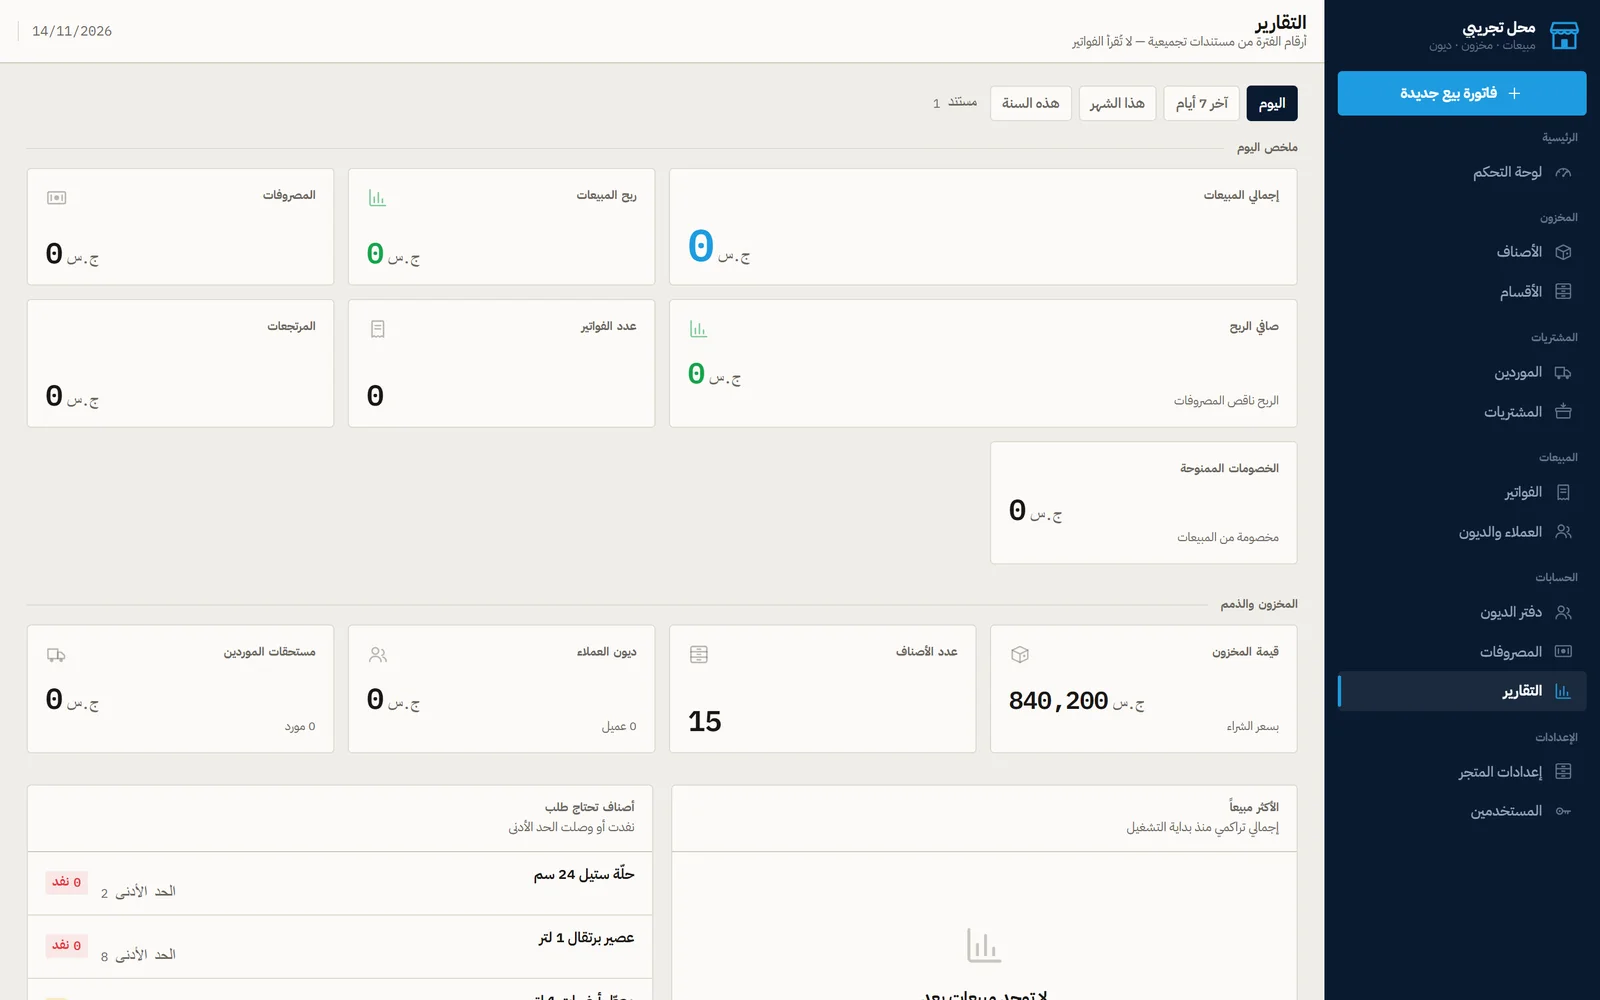 محل تجريبي
مبيعات · مخزون · ديون
+ فاتورة بيع جديدة
الرئيسية
لوحة التحكم
المخزون
الأصناف
الأقسام
المشتريات
الموردين
المشتريات
المبيعات
الفواتير
العملاء والديون
الحسابات
دفتر الديون
المصروفات
التقارير
الإعدادات
إعدادات المتجر
المستخدمين
التقارير
أرقام الفترة من مستندات تجميعية — لا تُقرأ الفواتير
14/11/2026
اليوم
آخر 7 أيام
هذا الشهر
هذه السنة
مستند 1
ملخص اليوم
إجمالي المبيعات
0 ج.س
ربح المبيعات
0 ج.س
المصروفات
0 ج.س
صافي الربح
0 ج.س
الربح ناقص المصروفات
عدد الفواتير
0
المرتجعات
0 ج.س
الخصومات الممنوحة
0 ج.س
مخصومة من المبيعات
المخزون والذمم
قيمة المخزون
840,200 ج.س
بسعر الشراء
عدد الأصناف
15
ديون العملاء
0 ج.س
0 عميل
مستحقات الموردين
0 ج.س
0 مورد
الأكثر مبيعاً
إجمالي تراكمي منذ بداية التشغيل
لا توجد مبيعات بعد
أصناف تحتاج طلب
نفدت أو وصلت الحد الأدنى
حلّة ستيل 24 سم
الحد الأدنى 2
0 نفد
عصير برتقال 1 لتر
الحد الأدنى 8
0 نفد